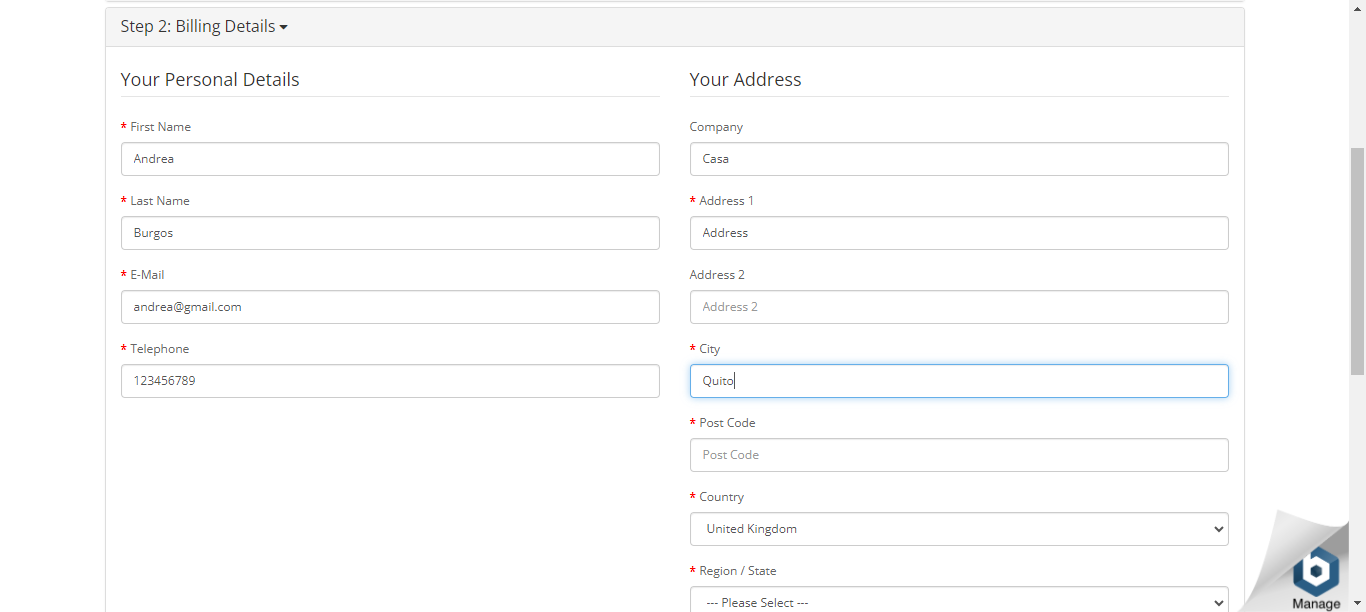 Step 2: Billing Details
Your Personal Details
* First Name
Andrea
* Last Name
Burgos
* E-Mail
andrea@gmail.com
* Telephone
123456789
Your Address
Company
Casa
* Address 1
Address
Address 2
Address 2
* City
Quito
* Post Code
Post Code
* Country
United Kingdom
* Region / State
--- Please Select ---
b
Manage